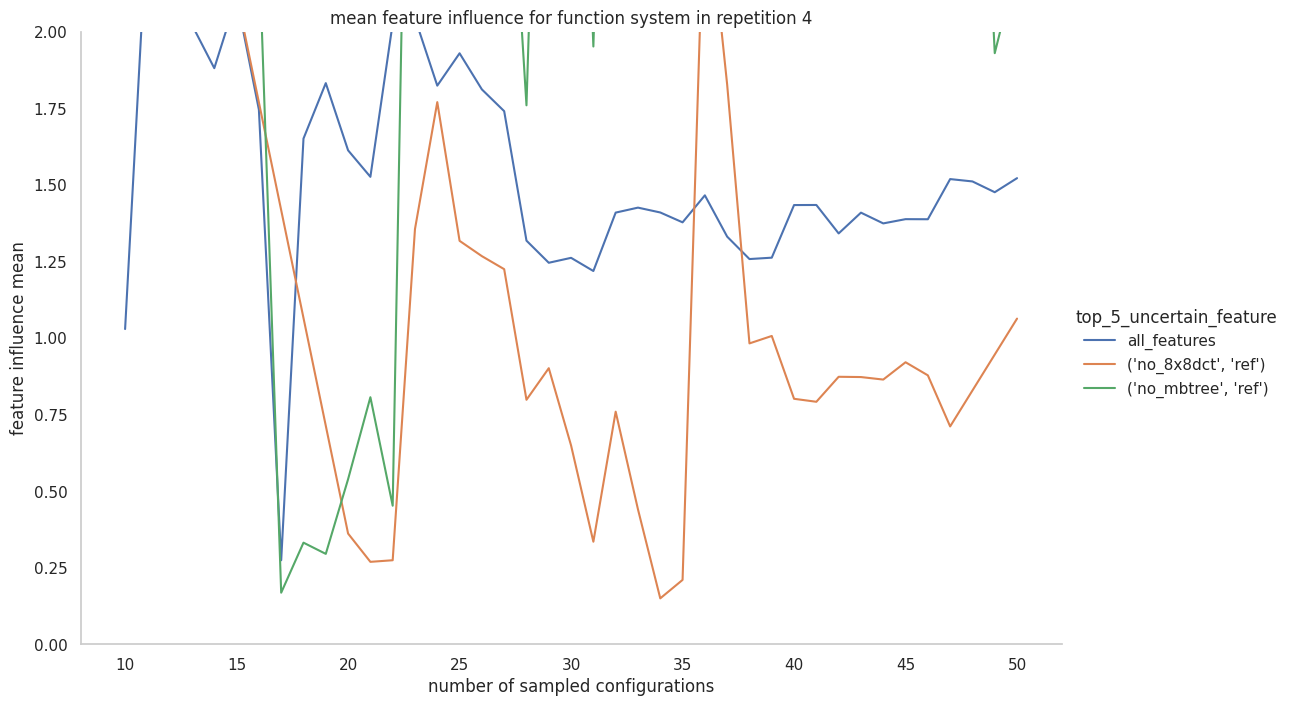 mean feature influence for function system in repetition 4
2.00
1.75
1.50
1.25
1.00
0.75
0.50
0.25
0.00
feature influence mean
10 15 20 25 30 35 40 45 50
number of sampled configurations
top_5_uncertain_feature
all_features
('no_8x8dct', 'ref')
('no_mbtree', 'ref')